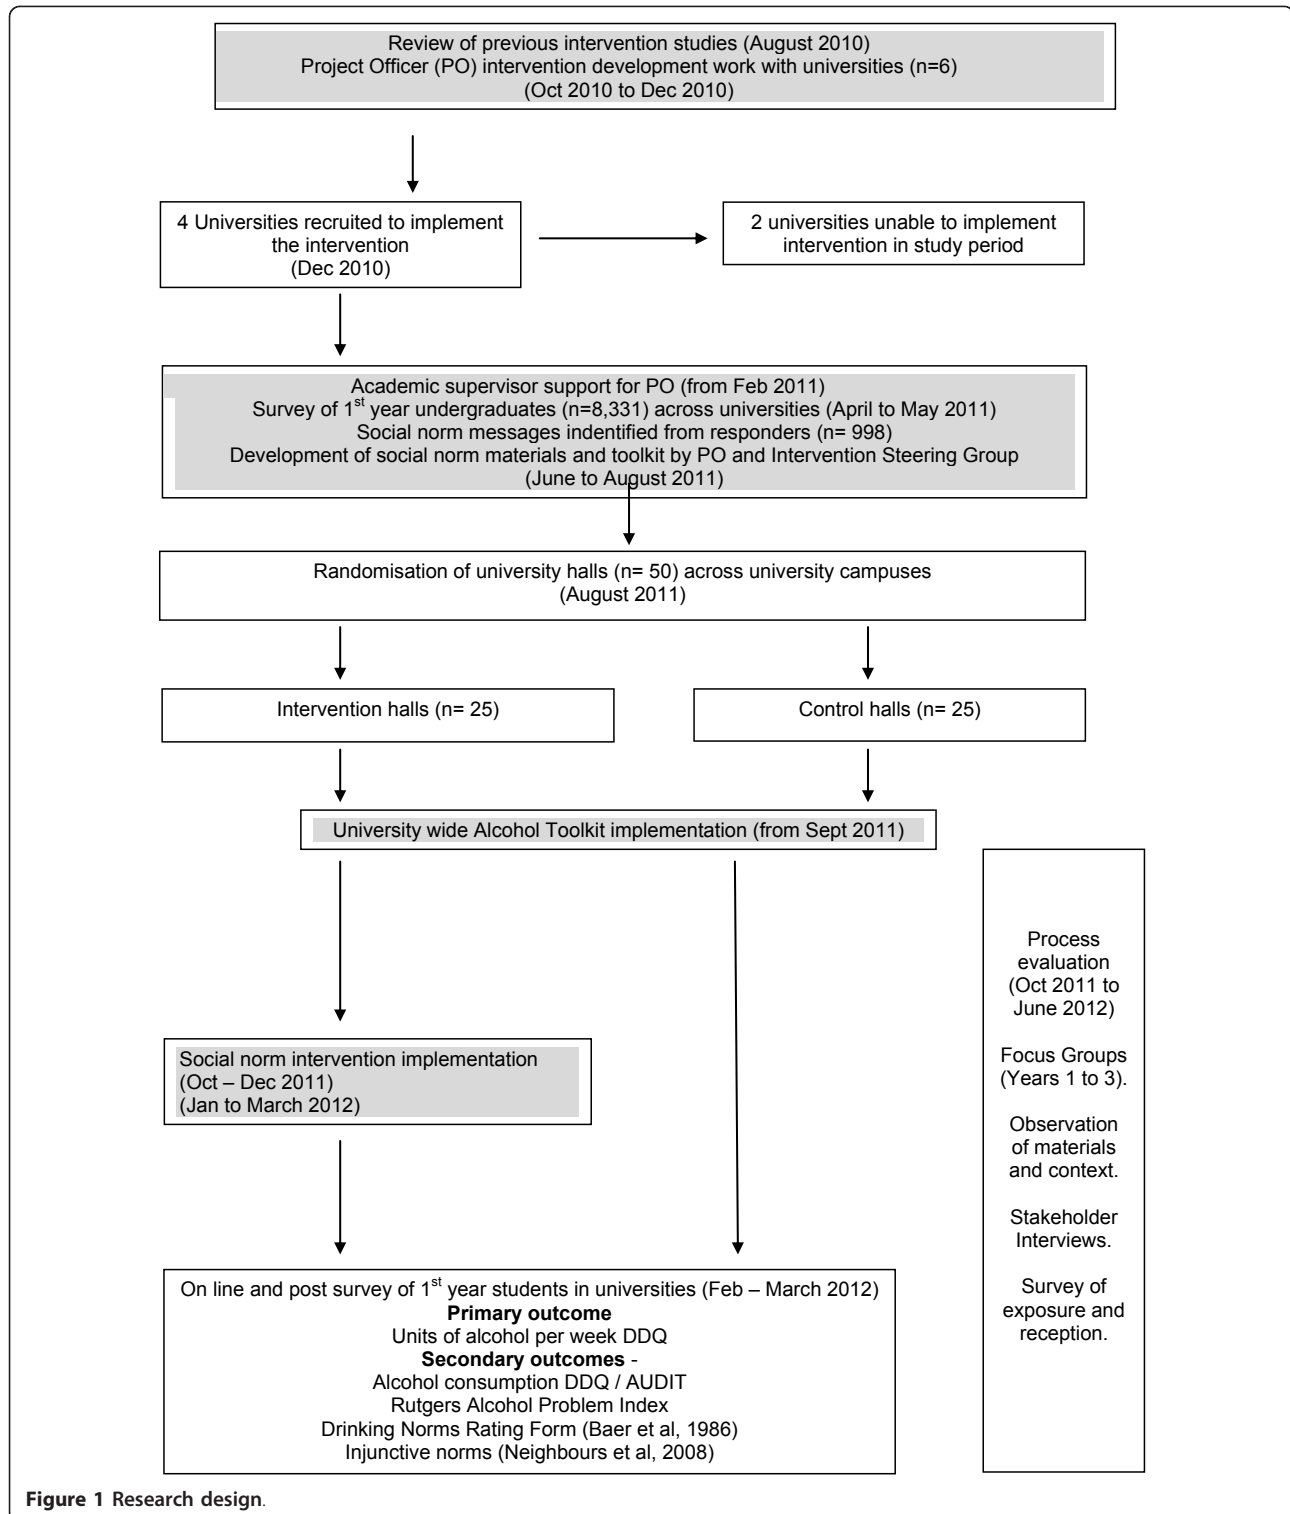 Review of previous intervention studies (August 2010)
Project Officer (PO) intervention development work with universities (n=6)
(Oct 2010 to Dec 2010)
4 Universities recruited to implement
the intervention
(Dec 2010)
2 universities unable to implement
intervention in study period
Academic supervisor support for PO (from Feb 2011)
Survey of 1st year undergraduates (n=8,331) across universities (April to May 2011)
Social norm messages indentified from responders (n= 998)
Development of social norm materials and toolkit by PO and Intervention Steering Group
(June to August 2011)
Randomisation of university halls (n= 50) across university campuses
(August 2011)
Intervention halls (n= 25)
Control halls (n= 25)
University wide Alcohol Toolkit implementation (from Sept 2011)
Social norm intervention implementation
(Oct – Dec 2011)
(Jan to March 2012)
Process
evaluation
(Oct 2011 to
June 2012)
Focus Groups
(Years 1 to 3).
Observation
of materials
and context.
Stakeholder
Interviews.
Survey of
exposure and
reception.
On line and post survey of 1st year students in universities (Feb – March 2012)
Primary outcome
Units of alcohol per week DDQ
Secondary outcomes -
Alcohol consumption DDQ / AUDIT
Rutgers Alcohol Problem Index
Drinking Norms Rating Form (Baer et al, 1986)
Injunctive norms (Neighbours et al, 2008)
Figure 1 Research design.